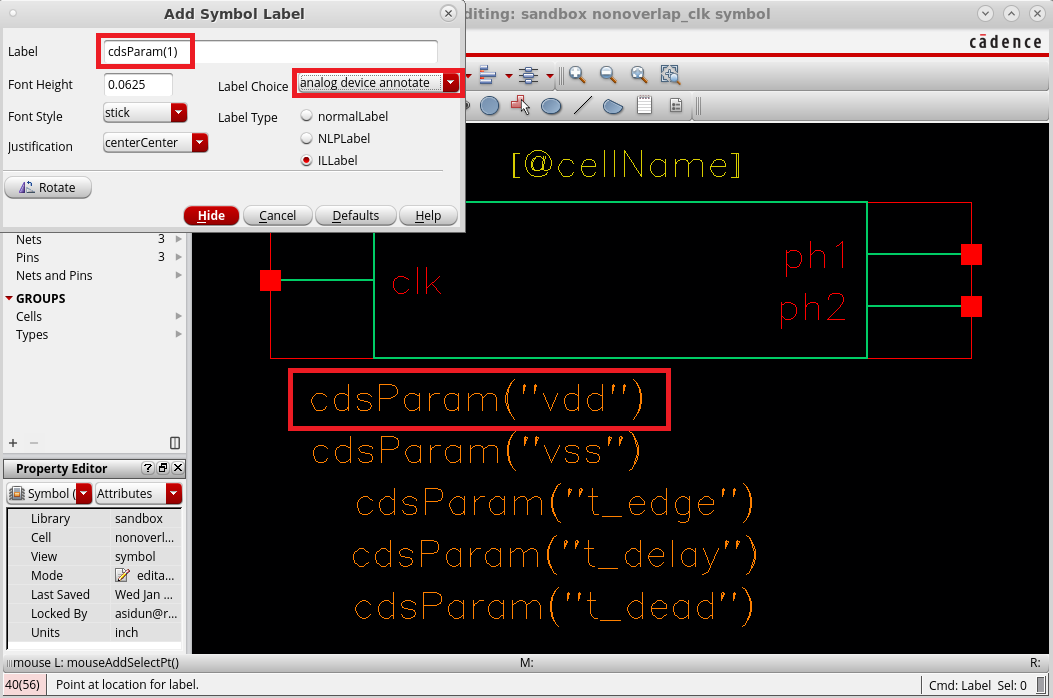 Add Symbol Label
diting: sandbox nonoverlap_clk symbol
cādence
Label
cdsParam(1)
Font Height
0.0625
Label Choice
analog device annotate
Font Style
stick
Label Type
normalLabel
NLPLabel
ILLabel
Justification
centerCenter
Rotate
Hide
Cancel
Defaults
Help
[@cellName]
clk
ph1
ph2
cdsParam("vdd")
cdsParam("vss")
cdsParam("t_edge")
cdsParam("t_delay")
cdsParam("t_dead")
Nets 3
Pins 3
Nets and Pins
GROUPS
Cells
Types
Property Editor
Symbol (
Attributes
Library sandbox
Cell nonoverl...
View symbol
Mode edita...
Last Saved Wed Jan ...
Locked By asidun@r...
Units inch
mouse L: mouseAddSelectPt()
M:
R:
40(56)
Point at location for label.
Cmd: Label Sel: 0